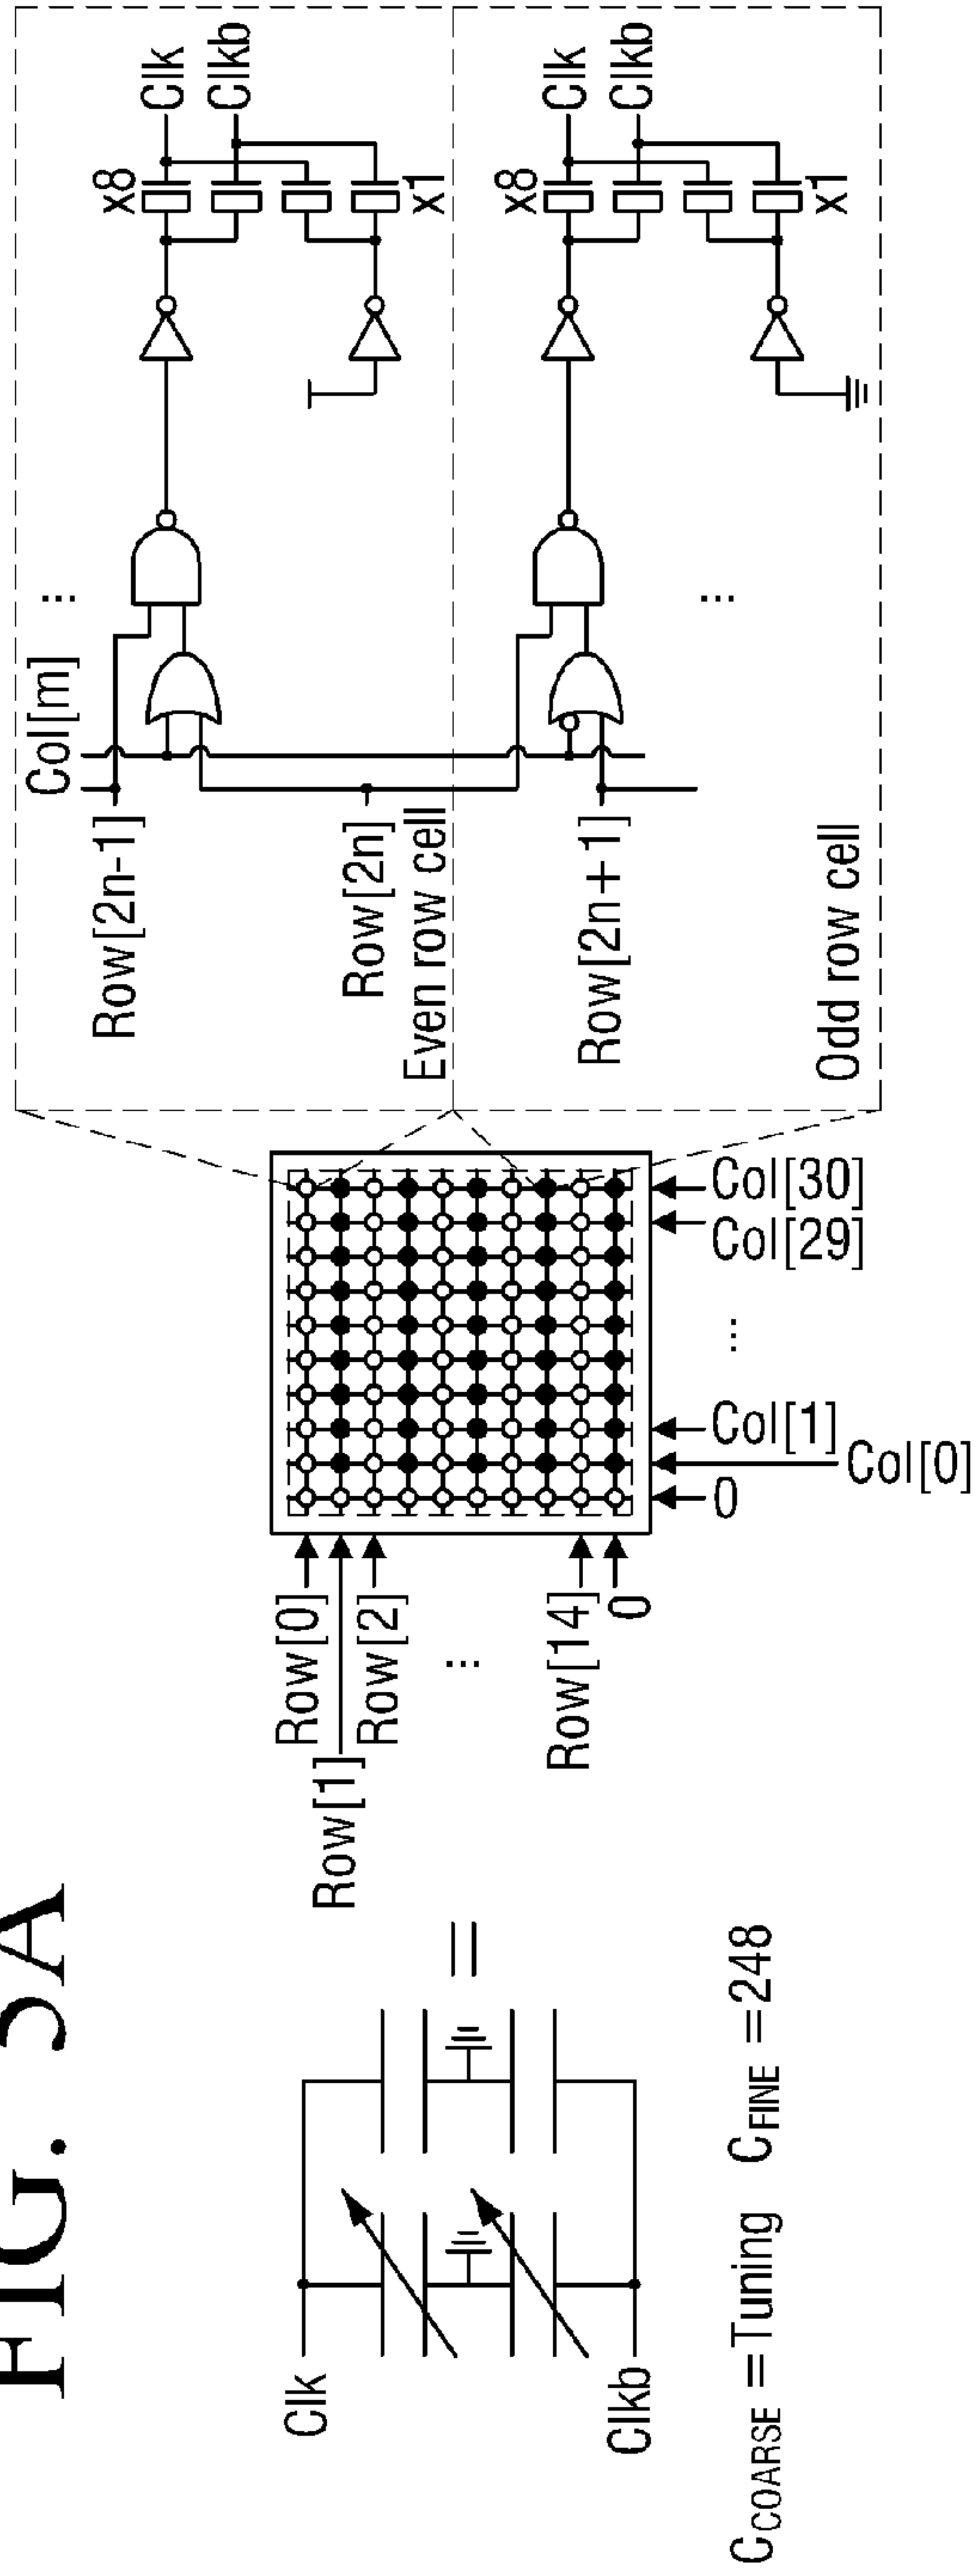 FIG. 5A
Clk
Clkb
C_COARSE =Tuning C_FINE =248
=
Row[0]
Row[1]
Row[2]
...
Row[14]
0
0
Col[0]
Col[1]
...
Col[29]
Col[30]
Col[m]
...
Row[2n-1]
x8
Clk
Clkb
x1
Row[2n]
Even row cell
x8
Clk
Clkb
x1
Row[2n+1]
...
Odd row cell